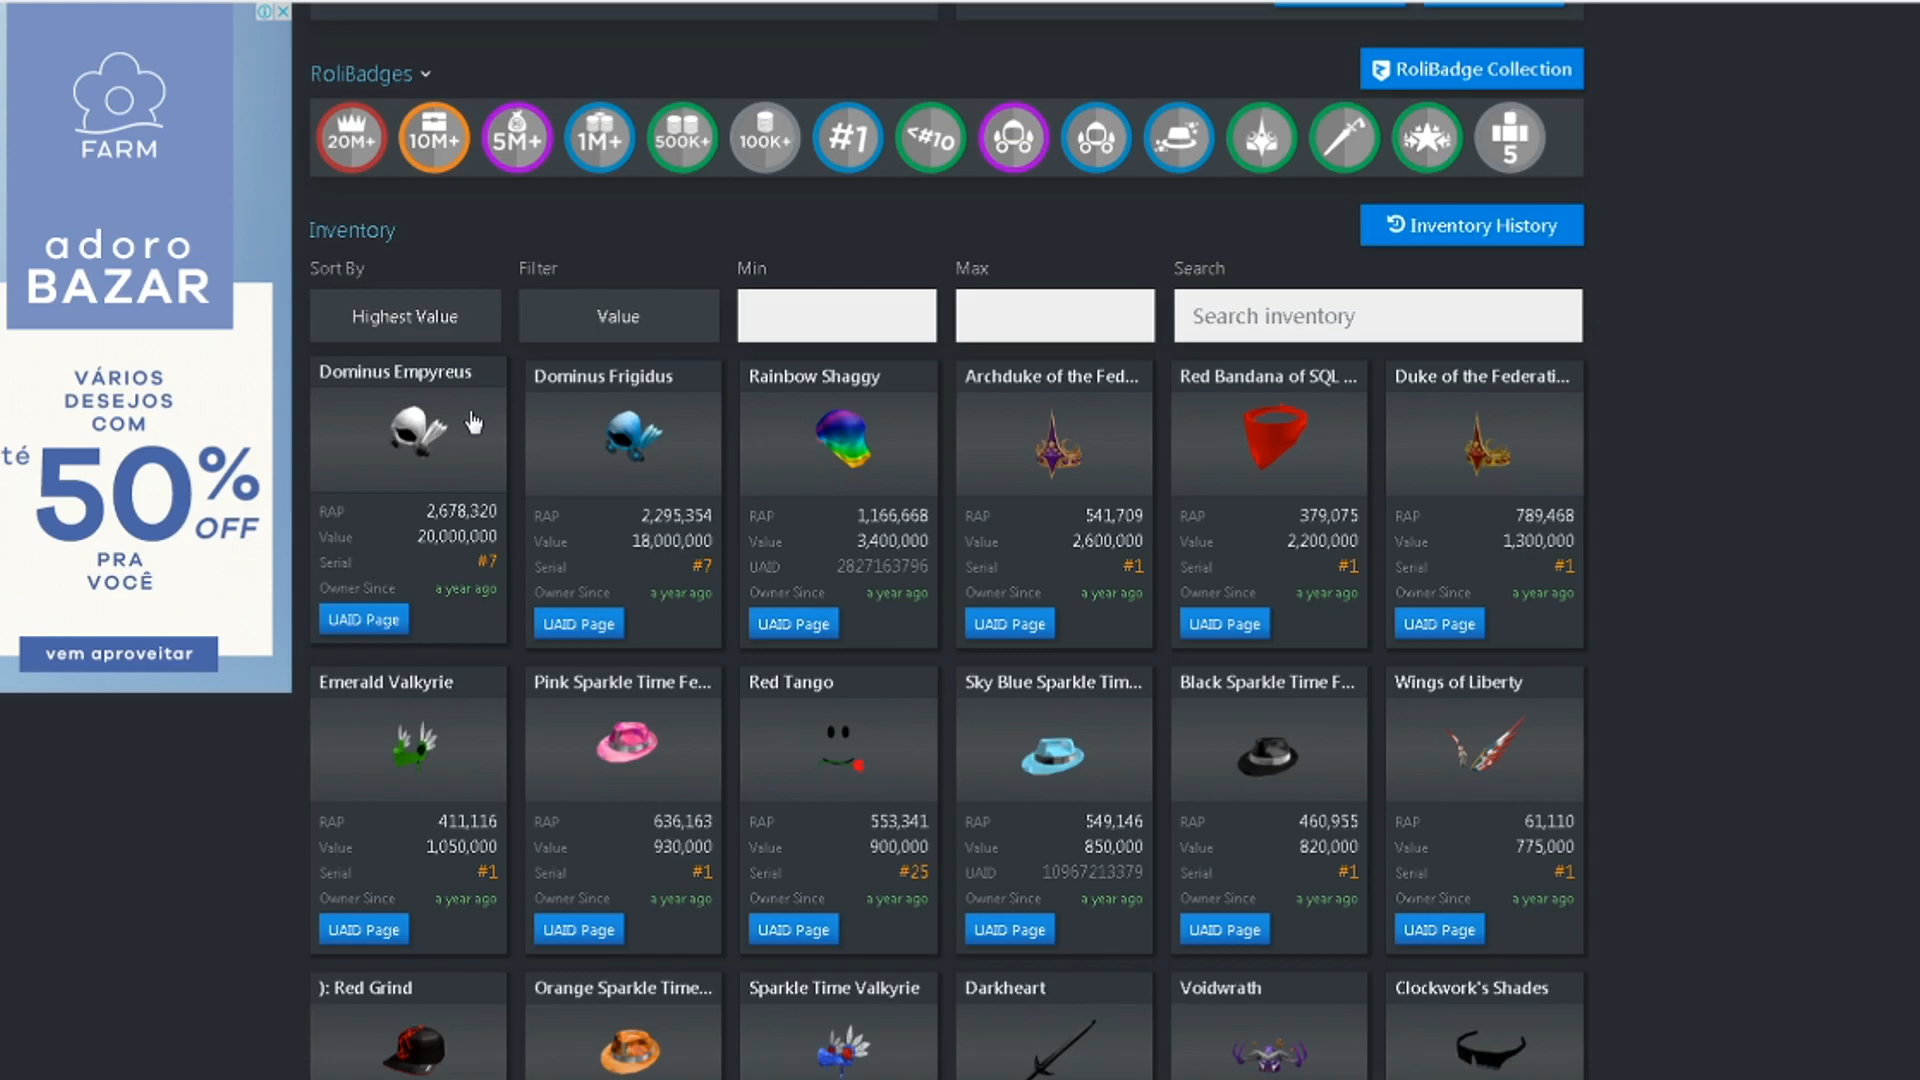 FARM
adoro
BAZAR
VÁRIOS
DESEJOS
COM
té 50%
OFF
PRA
VOCÊ
vem aproveitar
RoliBadges
RoliBadge Collection
20M+ 10M+ 5M+ 1M+ 500K+ 100K+ #1 <#10 5
Inventory
Inventory History
Sort By Filter Min Max Search
Highest Value Value Search inventory
Dominus Empyreus
RAP 2,678,320
Value 20,000,000
Serial #7
Owner Since a year ago
UAID Page
Dominus Frigidus
RAP 2,295,354
Value 18,000,000
Serial #7
Owner Since a year ago
UAID Page
Rainbow Shaggy
RAP 1,166,668
Value 3,400,000
UAID 2827163796
Owner Since a year ago
UAID Page
Archduke of the Fed...
RAP 541,709
Value 2,600,000
Serial #1
Owner Since a year ago
UAID Page
Red Bandana of SQL ...
RAP 379,075
Value 2,200,000
Serial #1
Owner Since a year ago
UAID Page
Duke of the Federati...
RAP 789,468
Value 1,300,000
Serial #1
Owner Since a year ago
UAID Page
Emerald Valkyrie
RAP 411,116
Value 1,050,000
Serial #1
Owner Since a year ago
UAID Page
Pink Sparkle Time Fe...
RAP 636,163
Value 930,000
Serial #1
Owner Since a year ago
UAID Page
Red Tango
RAP 553,341
Value 900,000
Serial #25
Owner Since a year ago
UAID Page
Sky Blue Sparkle Tim...
RAP 549,146
Value 850,000
UAID 10967213379
Owner Since a year ago
UAID Page
Black Sparkle Time F...
RAP 460,955
Value 820,000
Serial #1
Owner Since a year ago
UAID Page
Wings of Liberty
RAP 61,110
Value 775,000
Serial #1
Owner Since a year ago
UAID Page
): Red Grind
Orange Sparkle Time...
Sparkle Time Valkyrie
Darkheart
Voidwrath
Clockwork's Shades